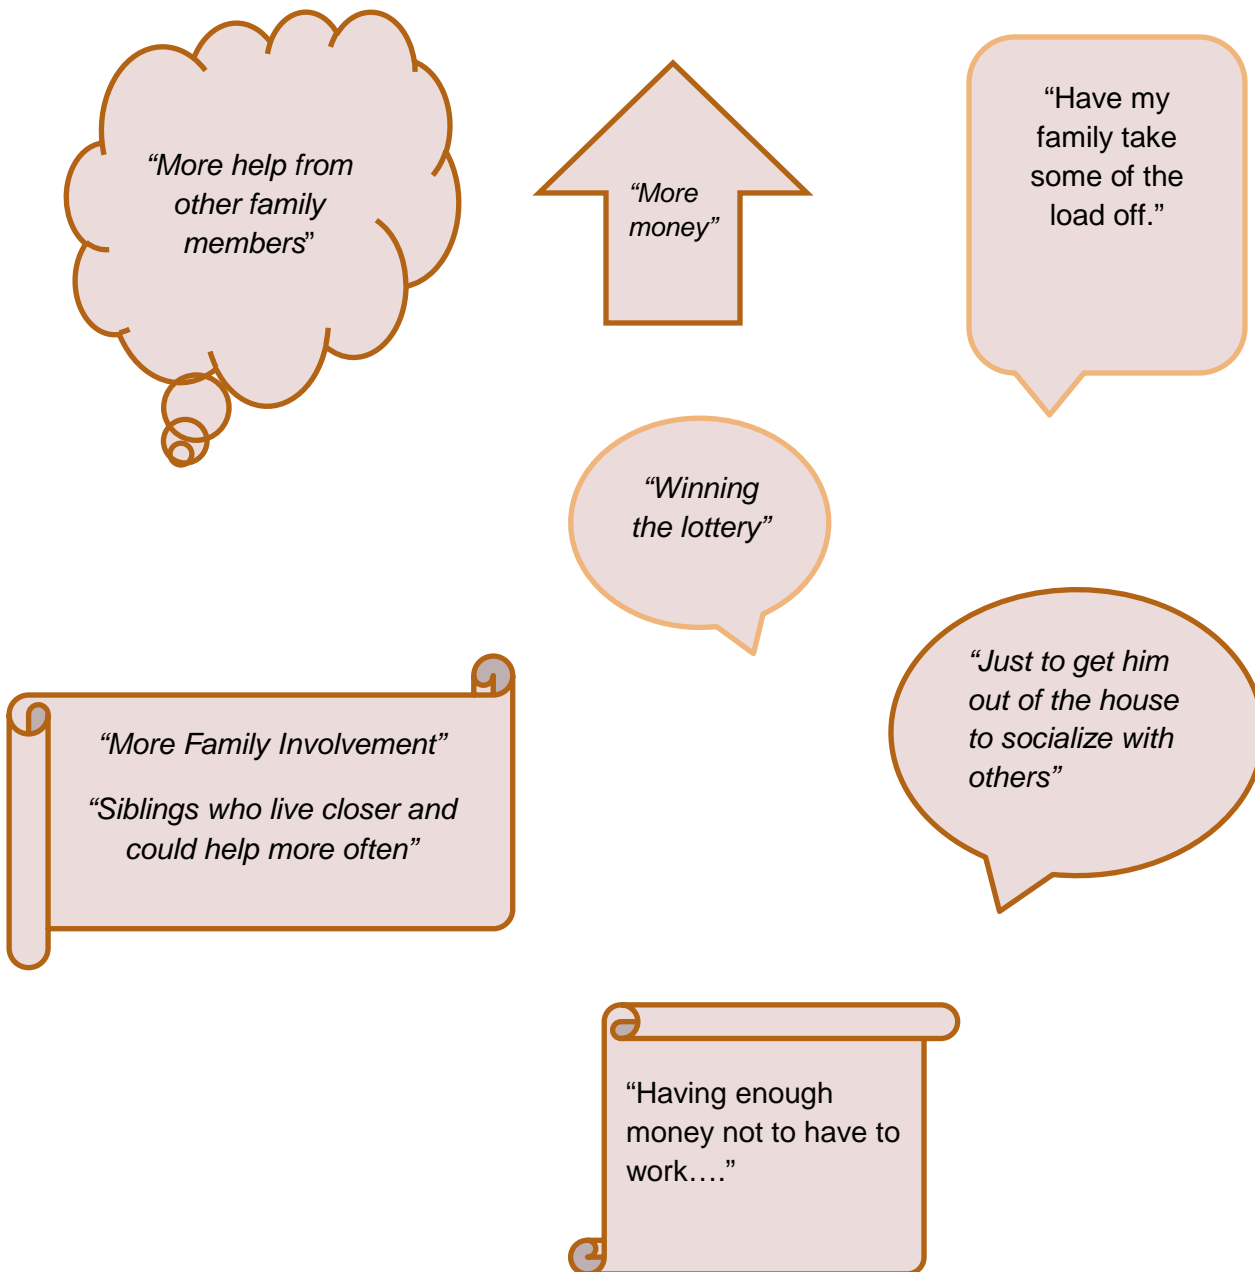 “More help from
other family
members”
“More
money”
“Have my
family take
some of the
load off.”
“Winning
the lottery”
“Just to get him
out of the house
to socialize with
others”
“More Family Involvement”
“Siblings who live closer and
could help more often”
“Having enough
money not to have to
work….”